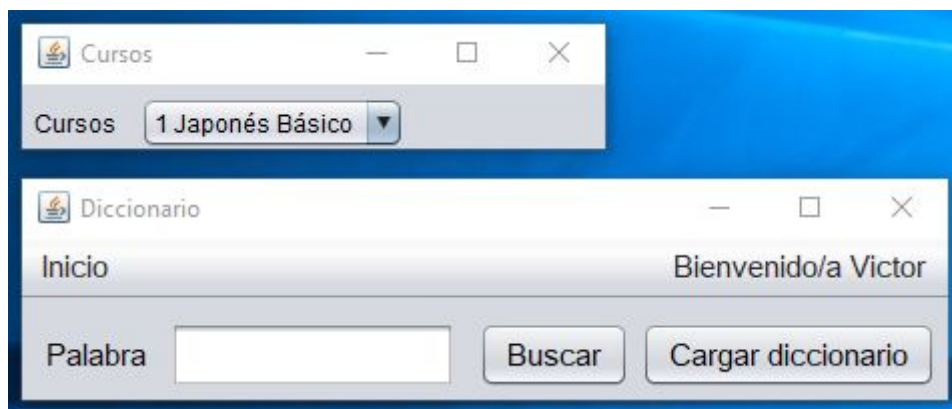 Cursos
Cursos 1 Japonés Básico
Diccionario
Inicio Bienvenido/a Victor
Palabra Buscar Cargar diccionario